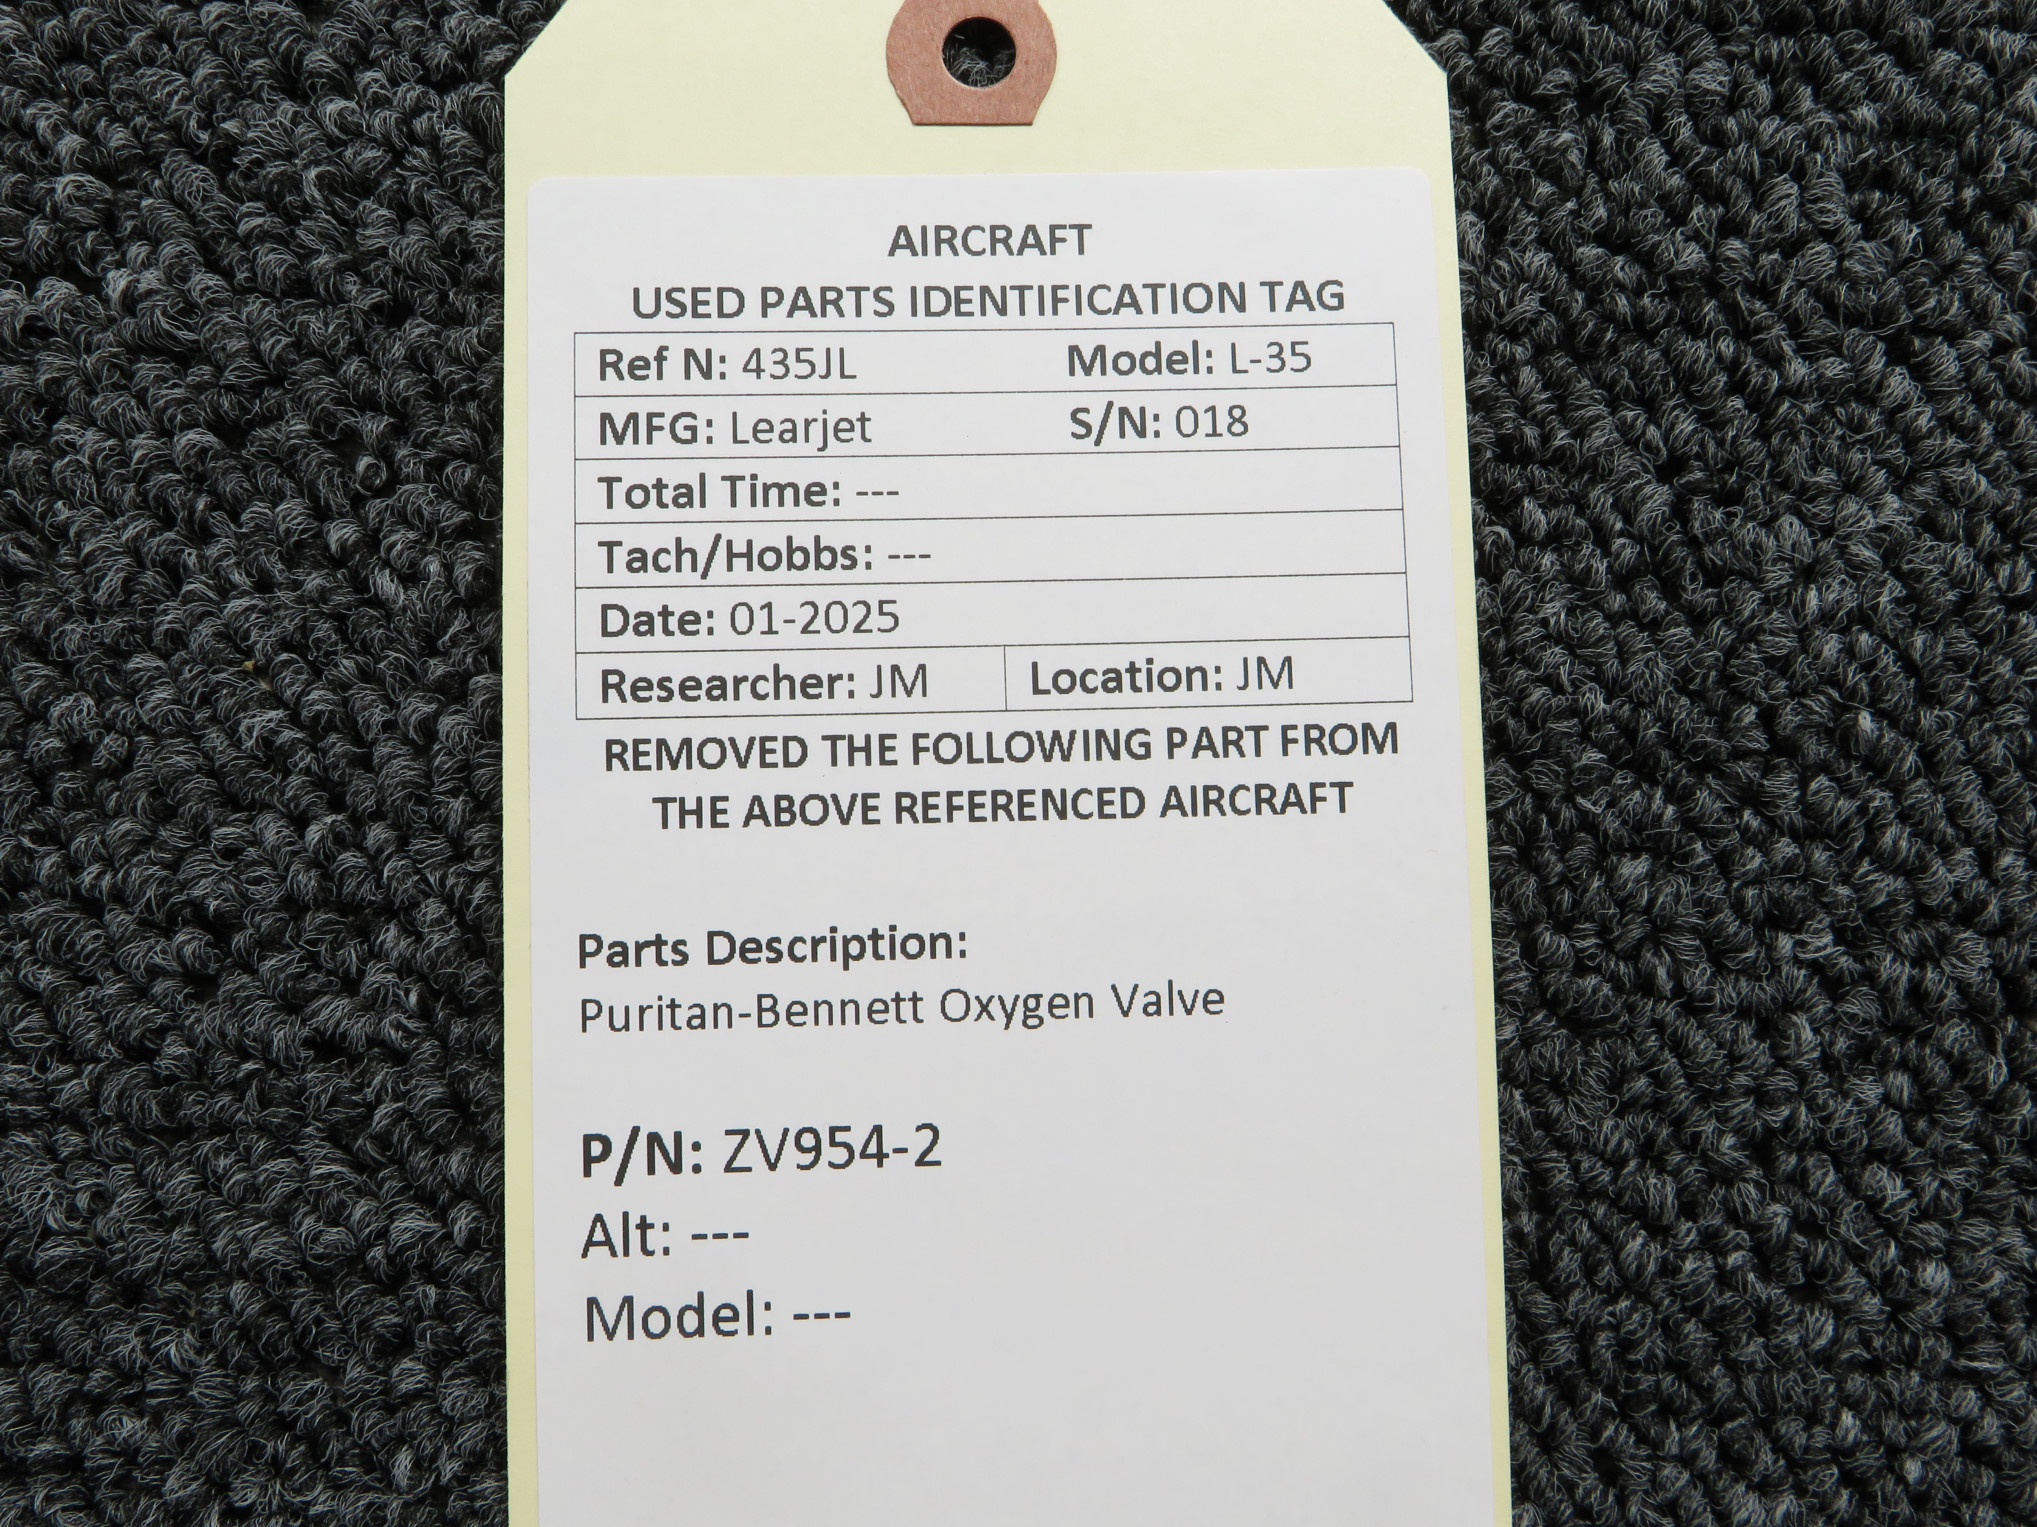 AIRCRAFT
USED PARTS IDENTIFICATION TAG
Ref N: 435JL Model: L-35
MFG: Learjet S/N: 018
Total Time: ---
Tach/Hobbs: ---
Date: 01-2025
Researcher: JM Location: JM
REMOVED THE FOLLOWING PART FROM
THE ABOVE REFERENCED AIRCRAFT
Parts Description:
Puritan-Bennett Oxygen Valve
P/N: ZV954-2
Alt: ---
Model: ---